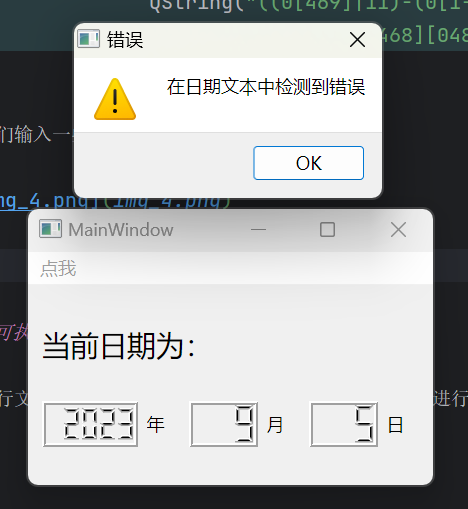 QString("((0[469]|11)-(0[1-
错误
468][048
在日期文本中检测到错误
们输入一
OK
mg_4.png](img_4.png)
MainWindow
点我
可执
当前日期为：
行文
进行
2023 年 9 月 5 日